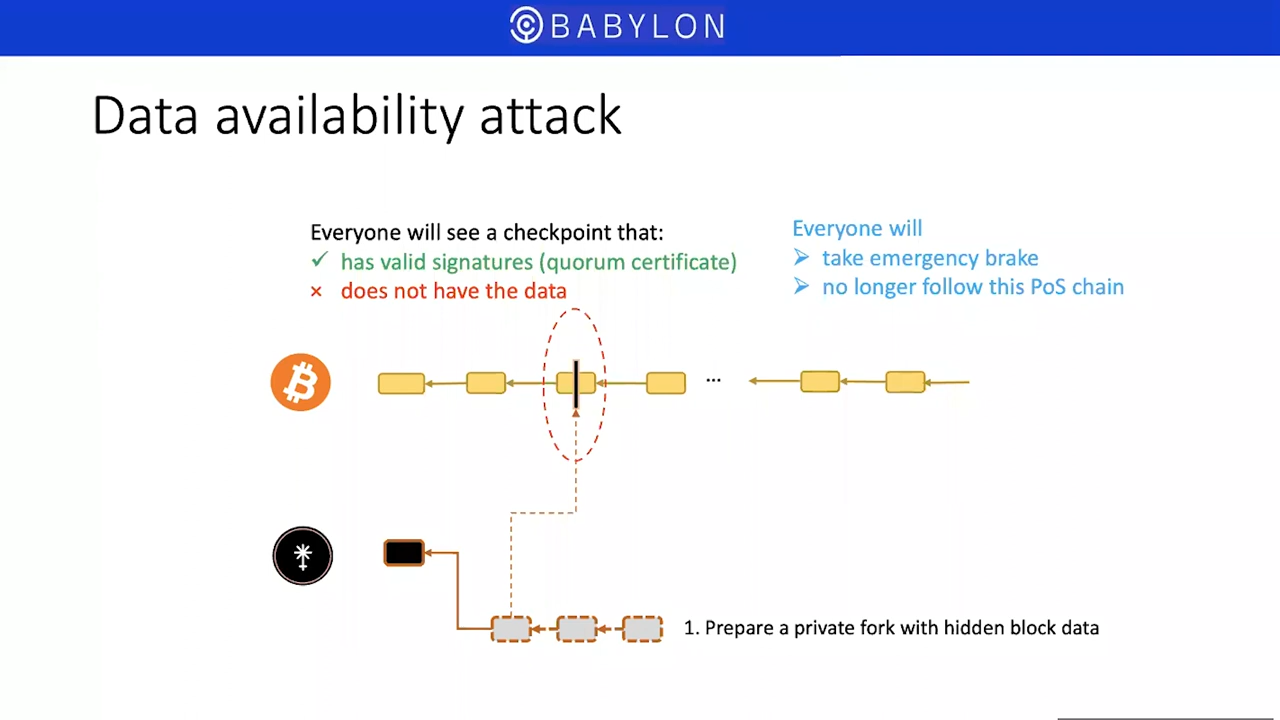 BABYLON
Data availability attack
Everyone will see a checkpoint that:
✓ has valid signatures (quorum certificate)
× does not have the data
Everyone will
➢ take emergency brake
➢ no longer follow this PoS chain
...
1. Prepare a private fork with hidden block data